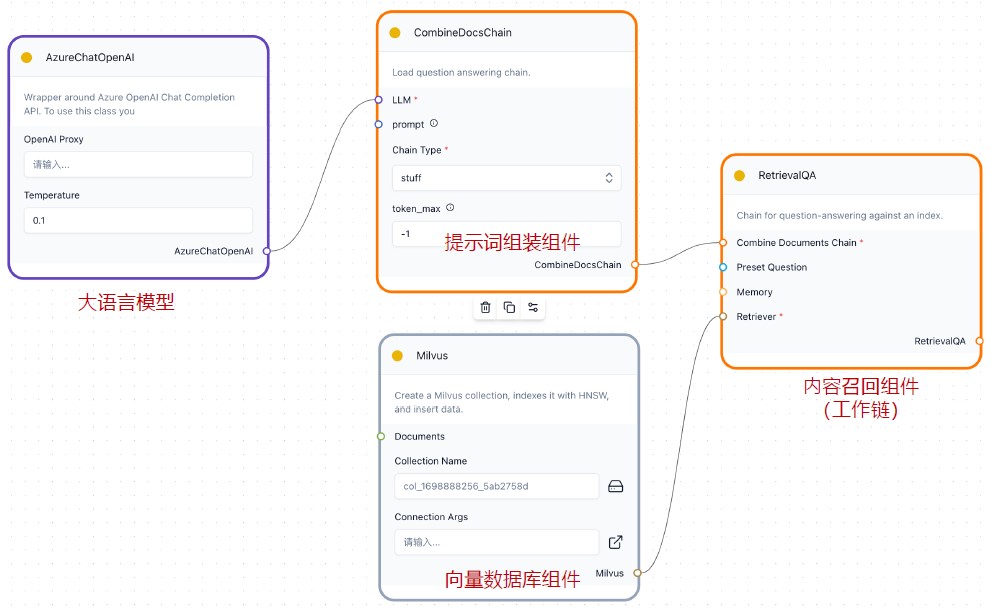 AzureChatOpenAI
Wrapper around Azure OpenAI Chat Completion
API. To use this class you
OpenAI Proxy
请输入...
Temperature
0.1
AzureChatOpenAI
大语言模型
CombineDocsChain
Load question answering chain.
LLM *
prompt
Chain Type *
stuff
token_max
-1
提示词组装组件
CombineDocsChain
Milvus
Create a Milvus collection, indexes it with HNSW,
and insert data.
Documents
Collection Name
col_1698888256_5ab2758d
Connection Args
请输入...
向量数据库组件
Milvus
RetrievalQA
Chain for question-answering against an index.
Combine Documents Chain *
Preset Question
Memory
Retriever *
RetrievalQA
内容召回组件
(工作链)